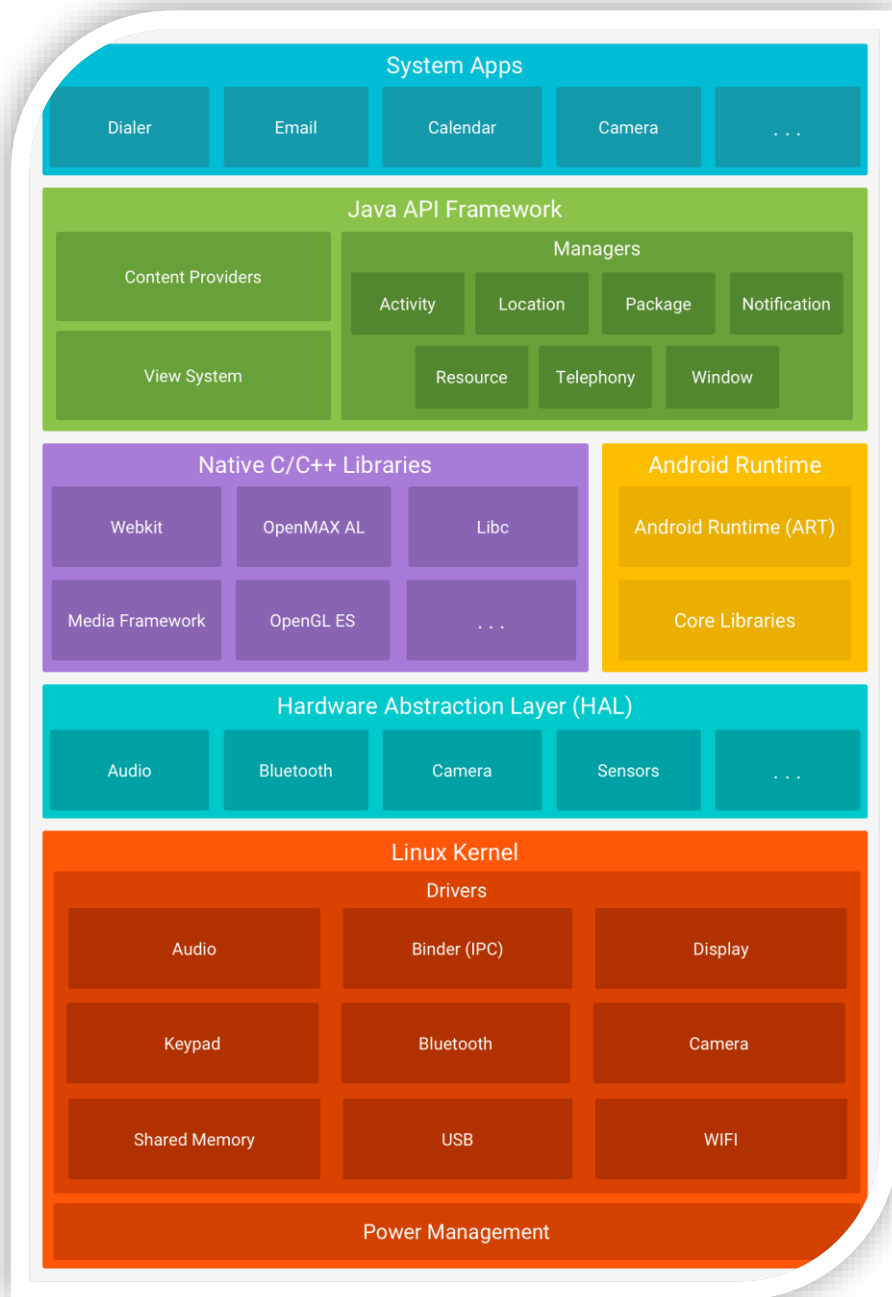 System Apps
Dialer Email Calendar Camera . . .
Java API Framework
Content Providers
View System
Managers
Activity Location Package Notification
Resource Telephony Window
Native C/C++ Libraries
Webkit OpenMAX AL Libc
Media Framework OpenGL ES . . .
Android Runtime
Android Runtime (ART)
Core Libraries
Hardware Abstraction Layer (HAL)
Audio Bluetooth Camera Sensors . . .
Linux Kernel
Drivers
Audio Binder (IPC) Display
Keypad Bluetooth Camera
Shared Memory USB WIFI
Power Management